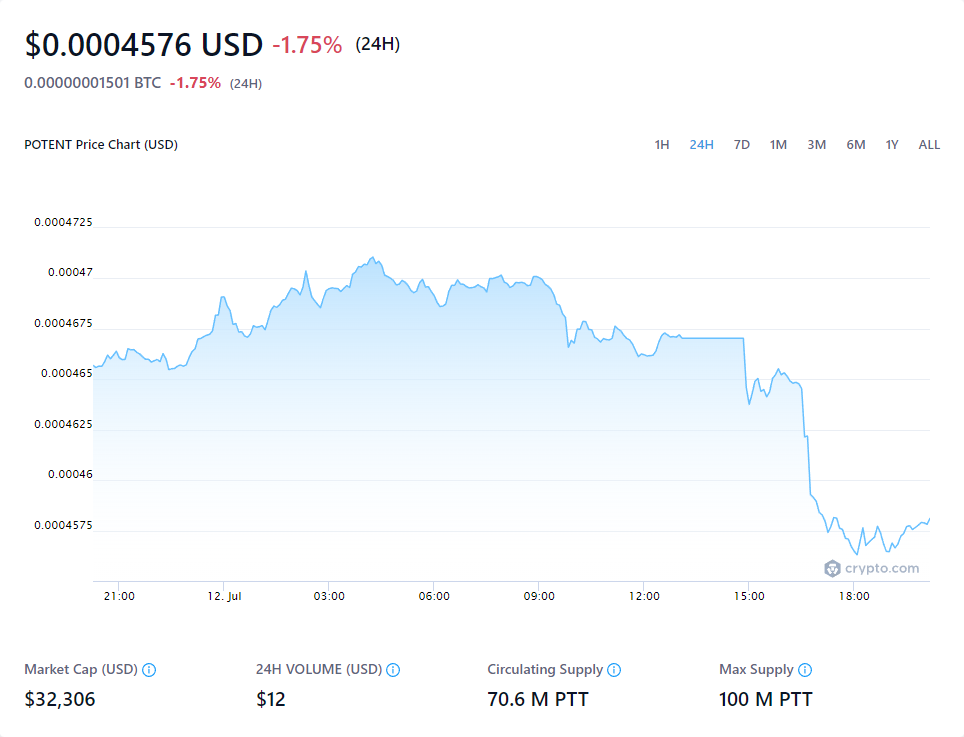 $0.0004576 USD -1.75% (24H)
0.00000001501 BTC -1.75% (24H)
POTENT Price Chart (USD) 1H 24H 7D 1M 3M 6M 1Y ALL
0.0004725
0.00047
0.0004675
0.000465
0.0004625
0.00046
0.0004575
crypto.com
21:00 12. Jul 03:00 06:00 09:00 12:00 15:00 18:00
Market Cap (USD) 24H VOLUME (USD) Circulating Supply Max Supply
$32,306 $12 70.6 M PTT 100 M PTT